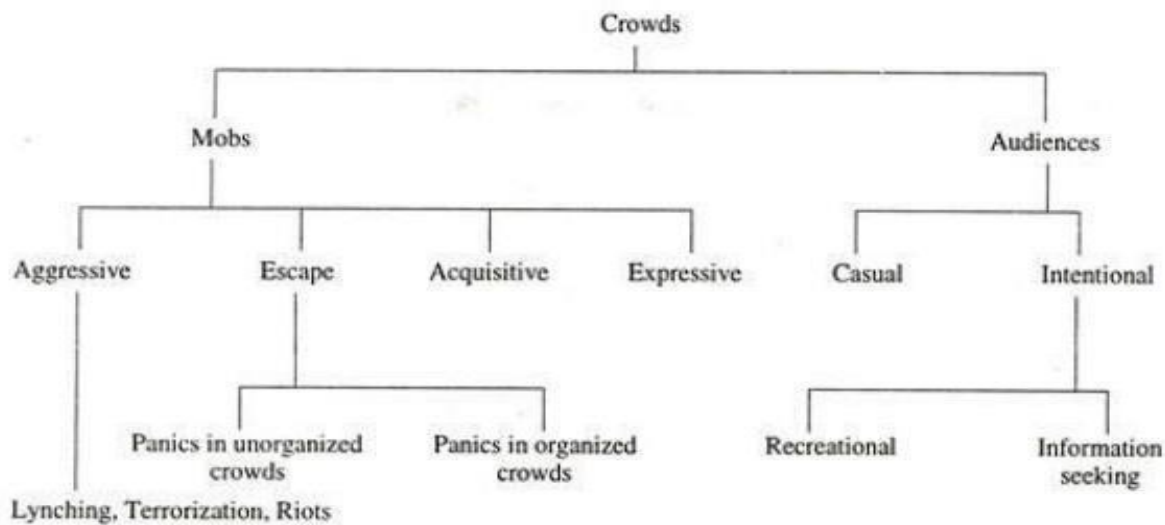 Crowds
Mobs
Audiences
Aggressive
Escape
Acquisitive
Expressive
Casual
Intentional
Panics in unorganized
crowds
Panics in organized
crowds
Recreational
Information
seeking
Lynching, Terrorization, Riots